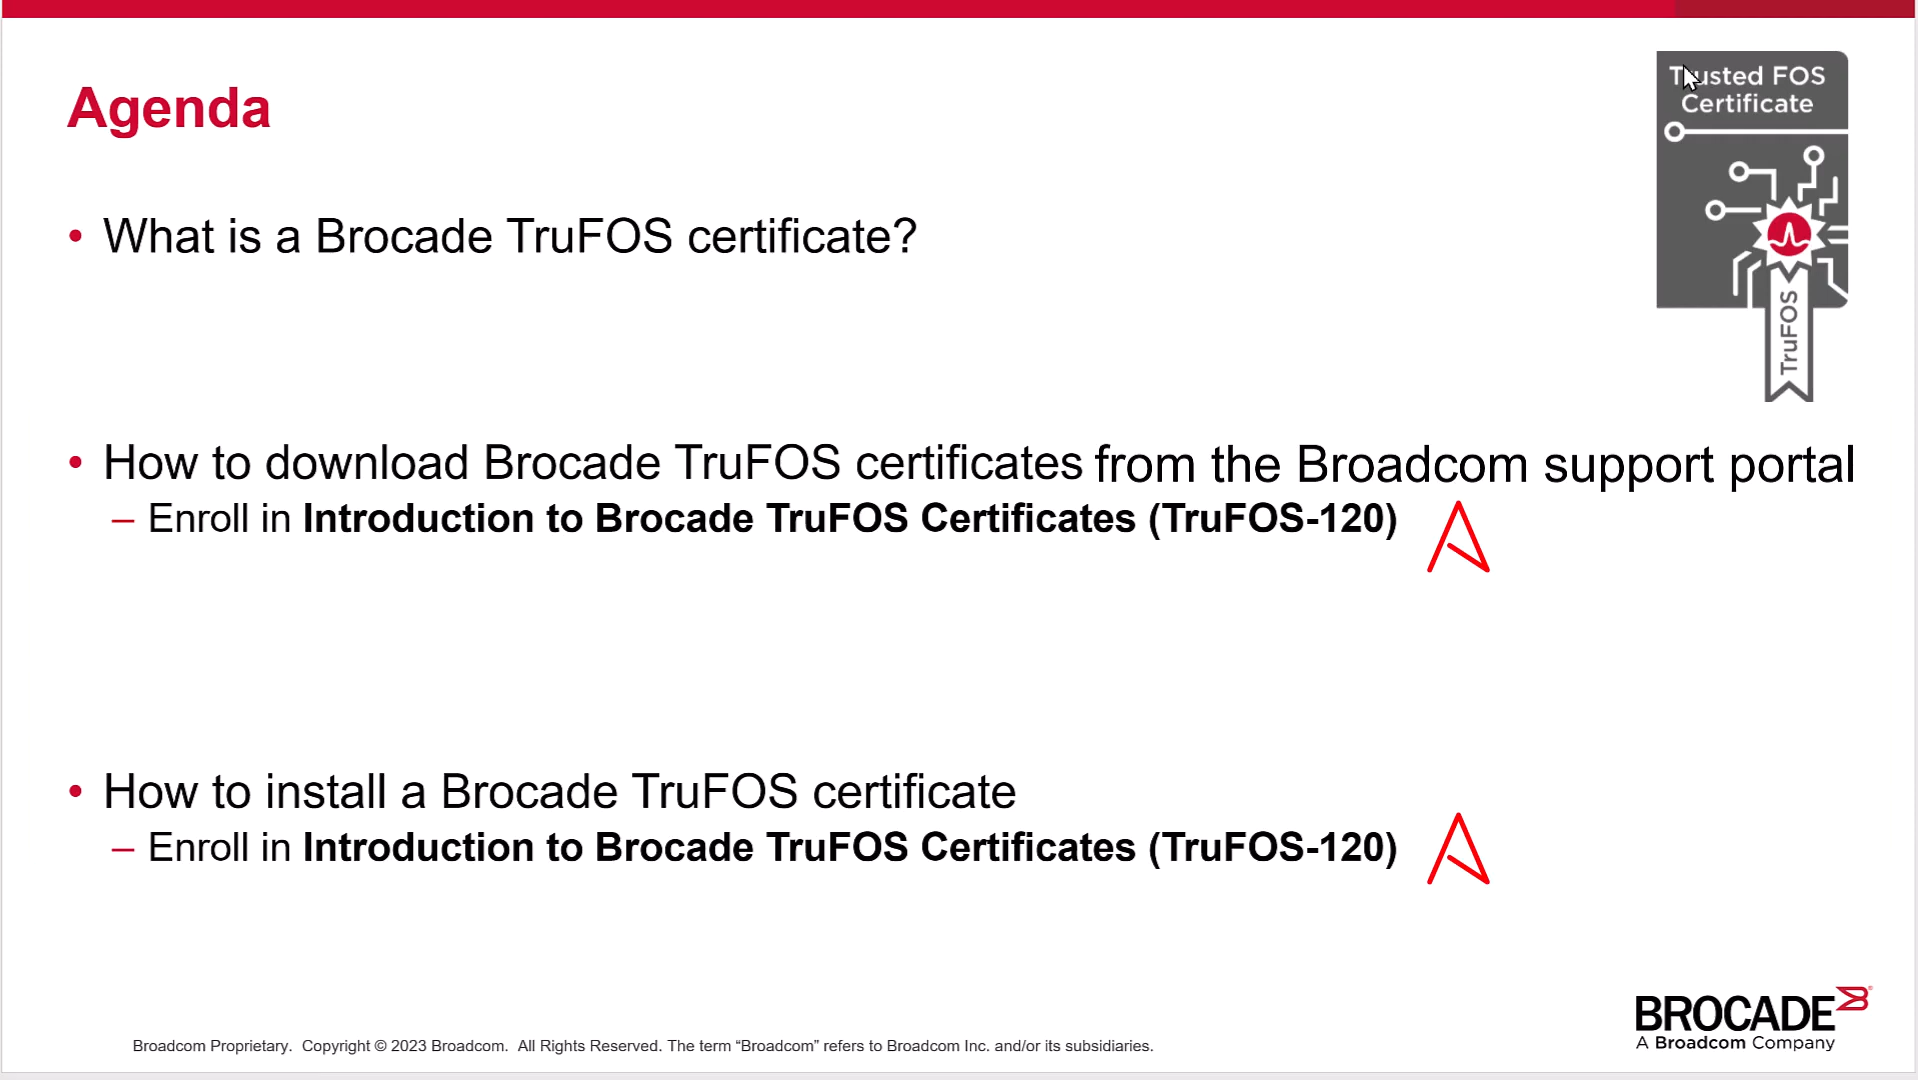 Agenda
Trusted FOS
Certificate
• What is a Brocade TruFOS certificate?
TruFOS
• How to download Brocade TruFOS certificates from the Broadcom support portal
– Enroll in Introduction to Brocade TruFOS Certificates (TruFOS-120)
• How to install a Brocade TruFOS certificate
– Enroll in Introduction to Brocade TruFOS Certificates (TruFOS-120)
BROCADE
A Broadcom Company
Broadcom Proprietary. Copyright © 2023 Broadcom. All Rights Reserved. The term “Broadcom” refers to Broadcom Inc. and/or its subsidiaries.